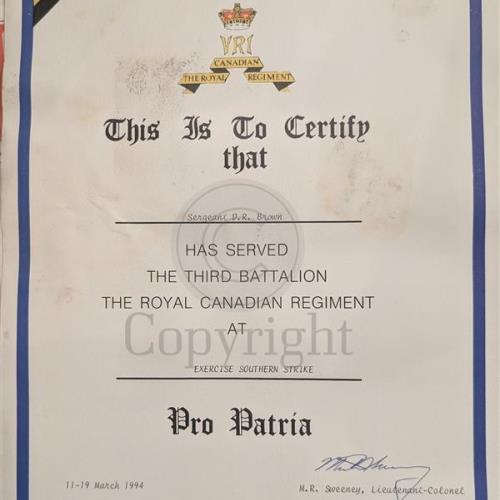 VRI
CANADIAN
THE ROYAL REGIMENT
This Is To Certify
that
Sergeant D.R. Brown
HAS SERVED
THE THIRD BATTALION
THE ROYAL CANADIAN REGIMENT
AT
©
Copyright
EXERCISE SOUTHERN STRIKE
Pro Patria
11-19 March 1994
M.R. Sweeney, Lieutenant-Colonel